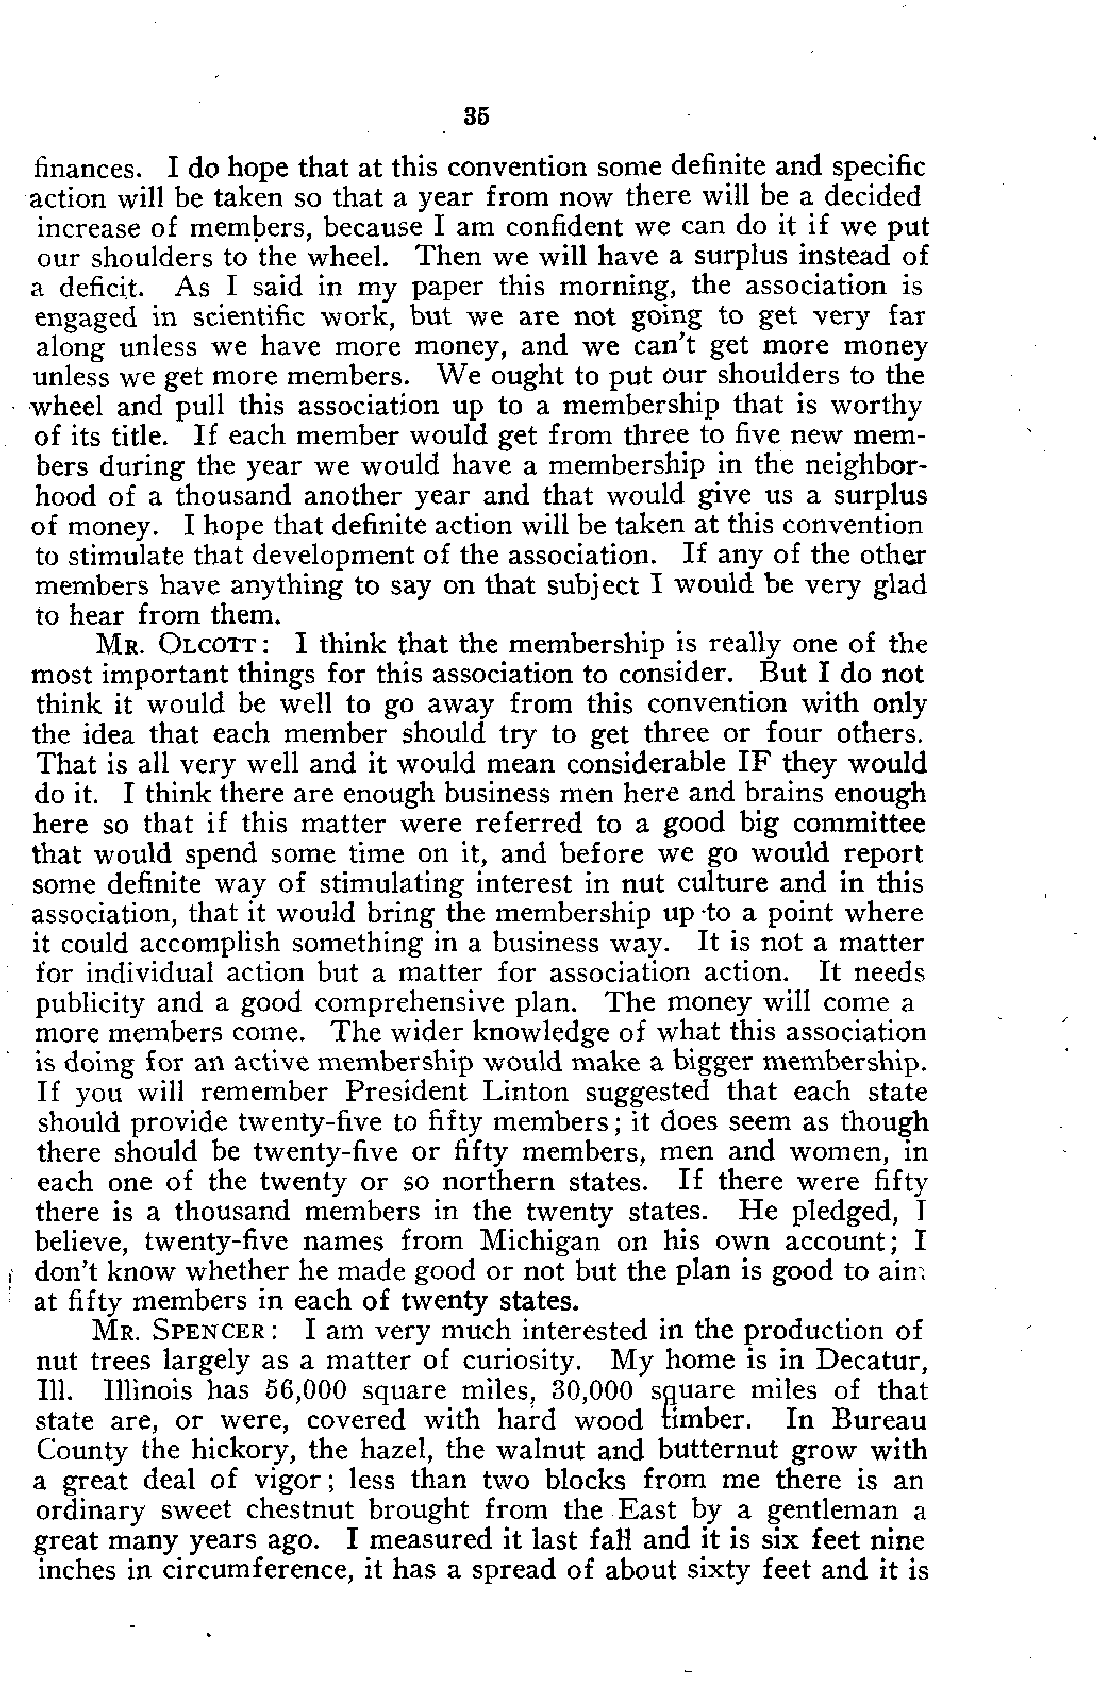 35
finances. I do hope that at this convention some definite and specific
action will be taken so that a year from now there will be a decided
increase of members, because I am confident we can do it if we put
our shoulders to the wheel. Then we will have a surplus instead of
a deficit. As I said in my paper this morning, the association is
engaged in scientific work, but we are not going to get very far
along unless we have more money, and we can't get more money
unless we get more members. We ought to put our shoulders to the
wheel and pull this association up to a membership that is worthy
of its title. If each member would get from three to five new mem-
bers during the year we would have a membership in the neighbor-
hood of a thousand another year and that would give us a surplus
of money. I hope that definite action will be taken at this convention
to stimulate that development of the association. If any of the other
members have anything to say on that subject I would be very glad
to hear from them.
MR. OLCOTT: I think that the membership is really one of the
most important things for this association to consider. But I do not
think it would be well to go away from this convention with only
the idea that each member should try to get three or four others.
That is all very well and it would mean considerable IF they would
do it. I think there are enough business men here and brains enough
here so that if this matter were referred to a good big committee
that would spend some time on it, and before we go would report
some definite way of stimulating interest in nut culture and in this
association, that it would bring the membership up to a point where
it could accomplish something in a business way. It is not a matter
for individual action but a matter for association action. It needs
publicity and a good comprehensive plan. The money will come a
more members come. The wider knowledge of what this association
is doing for an active membership would make a bigger membership.
If you will remember President Linton suggested that each state
should provide twenty-five to fifty members; it does seem as though
there should be twenty-five or fifty members, men and women, in
each one of the twenty or so northern states. If there were fifty
there is a thousand members in the twenty states. He pledged, I
believe, twenty-five names from Michigan on his own account; I
don't know whether he made good or not but the plan is good to aim
at fifty members in each of twenty states.
MR. SPENCER: I am very much interested in the production of
nut trees largely as a matter of curiosity. My home is in Decatur,
Ill. Illinois has 56,000 square miles, 30,000 square miles of that
state are, or were, covered with hard wood timber. In Bureau
County the hickory, the hazel, the walnut and butternut grow with
a great deal of vigor; less than two blocks from me there is an
ordinary sweet chestnut brought from the East by a gentleman a
great many years ago. I measured it last fall and it is six feet nine
inches in circumference, it has a spread of about sixty feet and it is